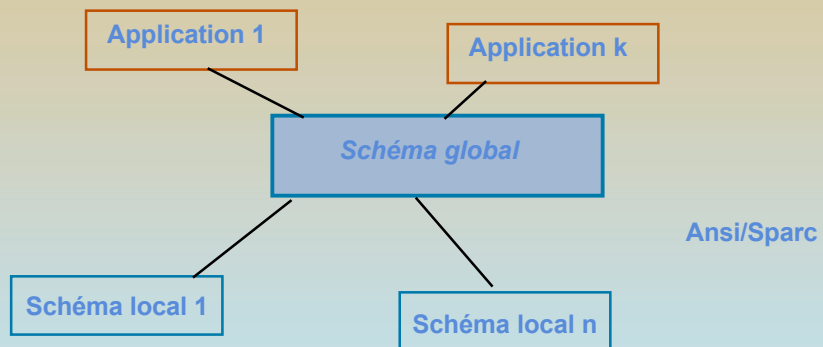 Application 1
Application k
Schéma global
Ansi/Sparc
Schéma local 1
Schéma local n